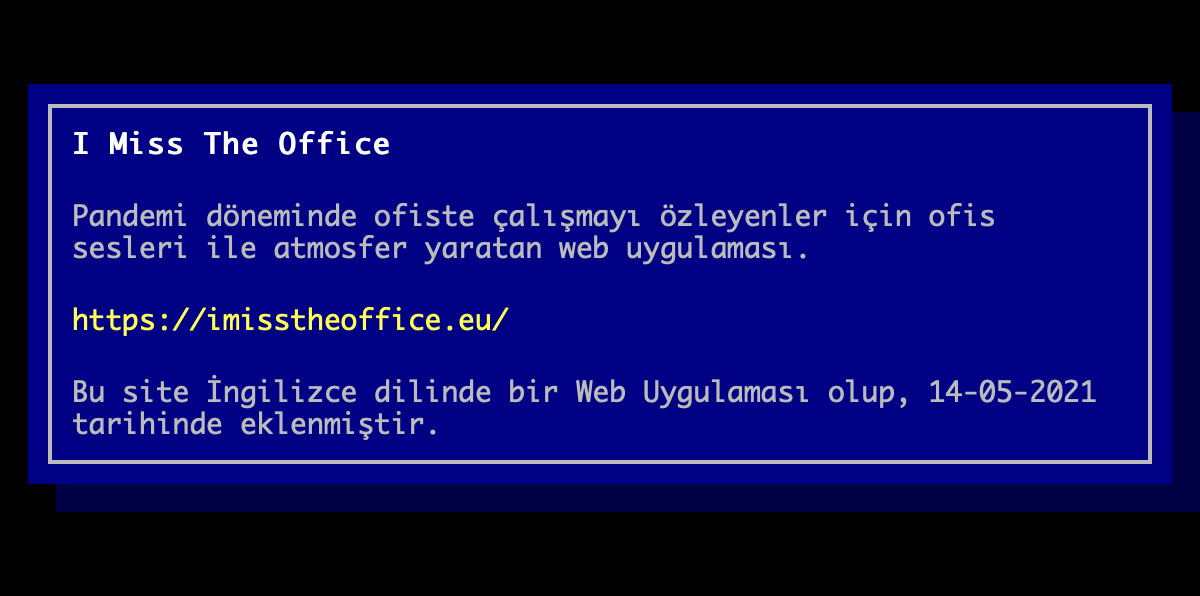 I Miss The Office
Pandemi döneminde ofiste çalışmayı özleyenler için ofis
sesleri ile atmosfer yaratan web uygulaması.
https://imisstheoffice.eu/
Bu site İngilizce dilinde bir Web Uygulaması olup, 14-05-2021
tarihinde eklenmiştir.